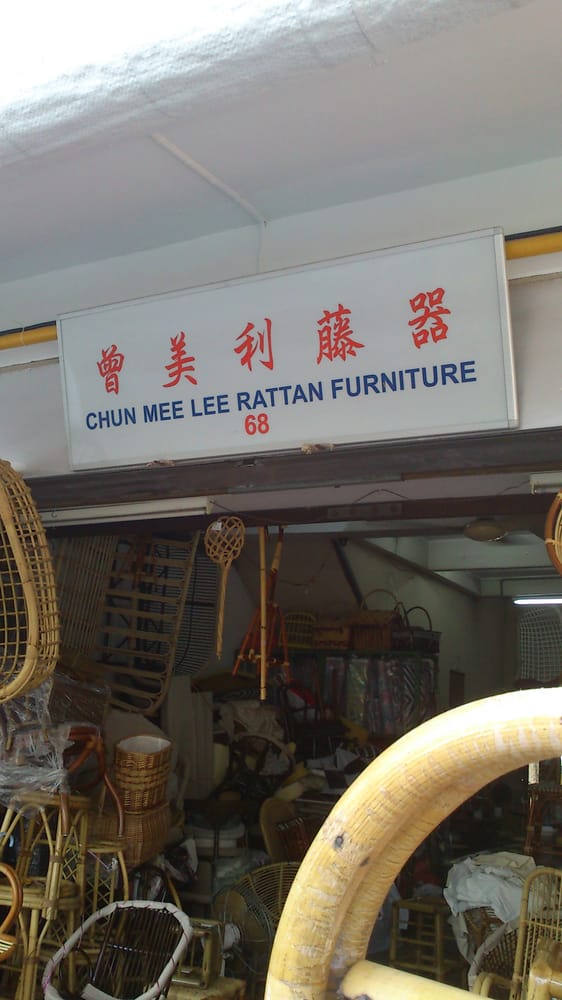 曾美利藤器
CHUN MEE LEE RATTAN FURNITURE
68